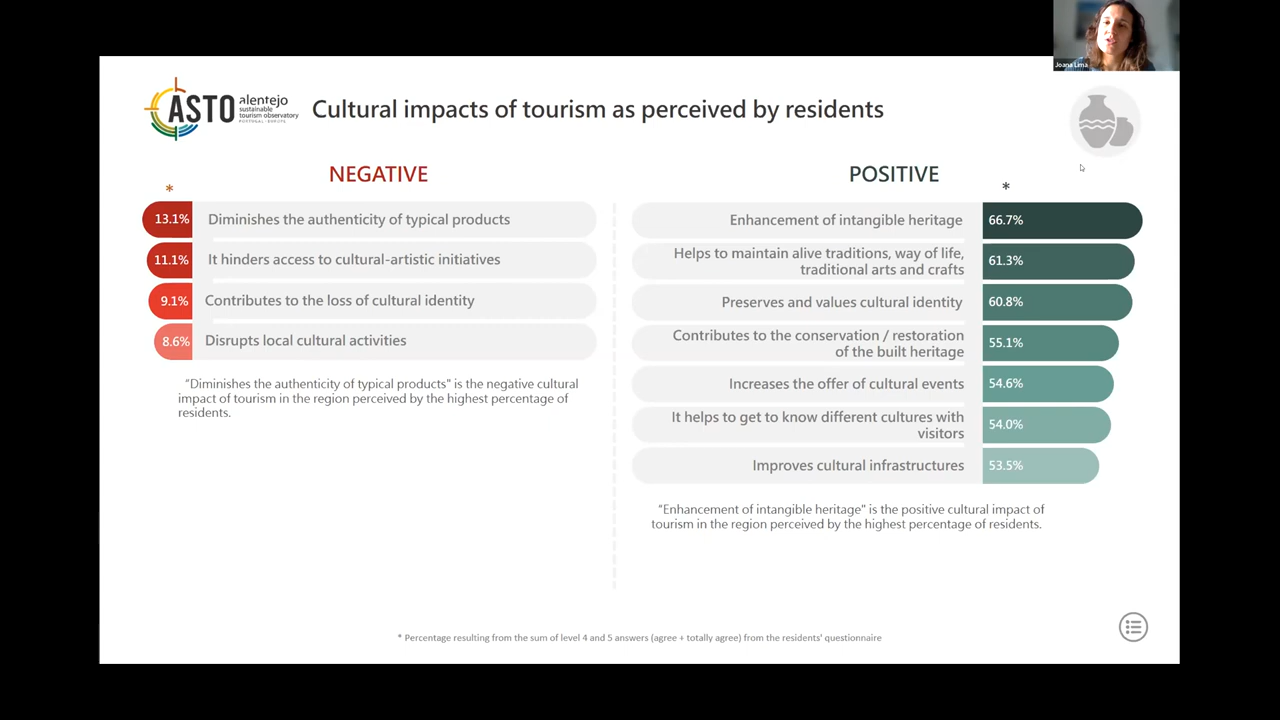 Joana Lima
ASTO
alentejo
sustainable
tourism observatory
PORTUGAL · EUROPE
Cultural impacts of tourism as perceived by residents
NEGATIVE
*
13.1% Diminishes the authenticity of typical products
11.1% It hinders access to cultural-artistic initiatives
9.1% Contributes to the loss of cultural identity
8.6% Disrupts local cultural activities
"Diminishes the authenticity of typical products" is the negative cultural
impact of tourism in the region perceived by the highest percentage of
residents.
POSITIVE
*
Enhancement of intangible heritage 66.7%
Helps to maintain alive traditions, way of life,
traditional arts and crafts 61.3%
Preserves and values cultural identity 60.8%
Contributes to the conservation / restoration
of the built heritage 55.1%
Increases the offer of cultural events 54.6%
It helps to get to know different cultures with
visitors 54.0%
Improves cultural infrastructures 53.5%
"Enhancement of intangible heritage" is the positive cultural impact of
tourism in the region perceived by the highest percentage of residents.
* Percentage resulting from the sum of level 4 and 5 answers (agree + totally agree) from the residents' questionnaire